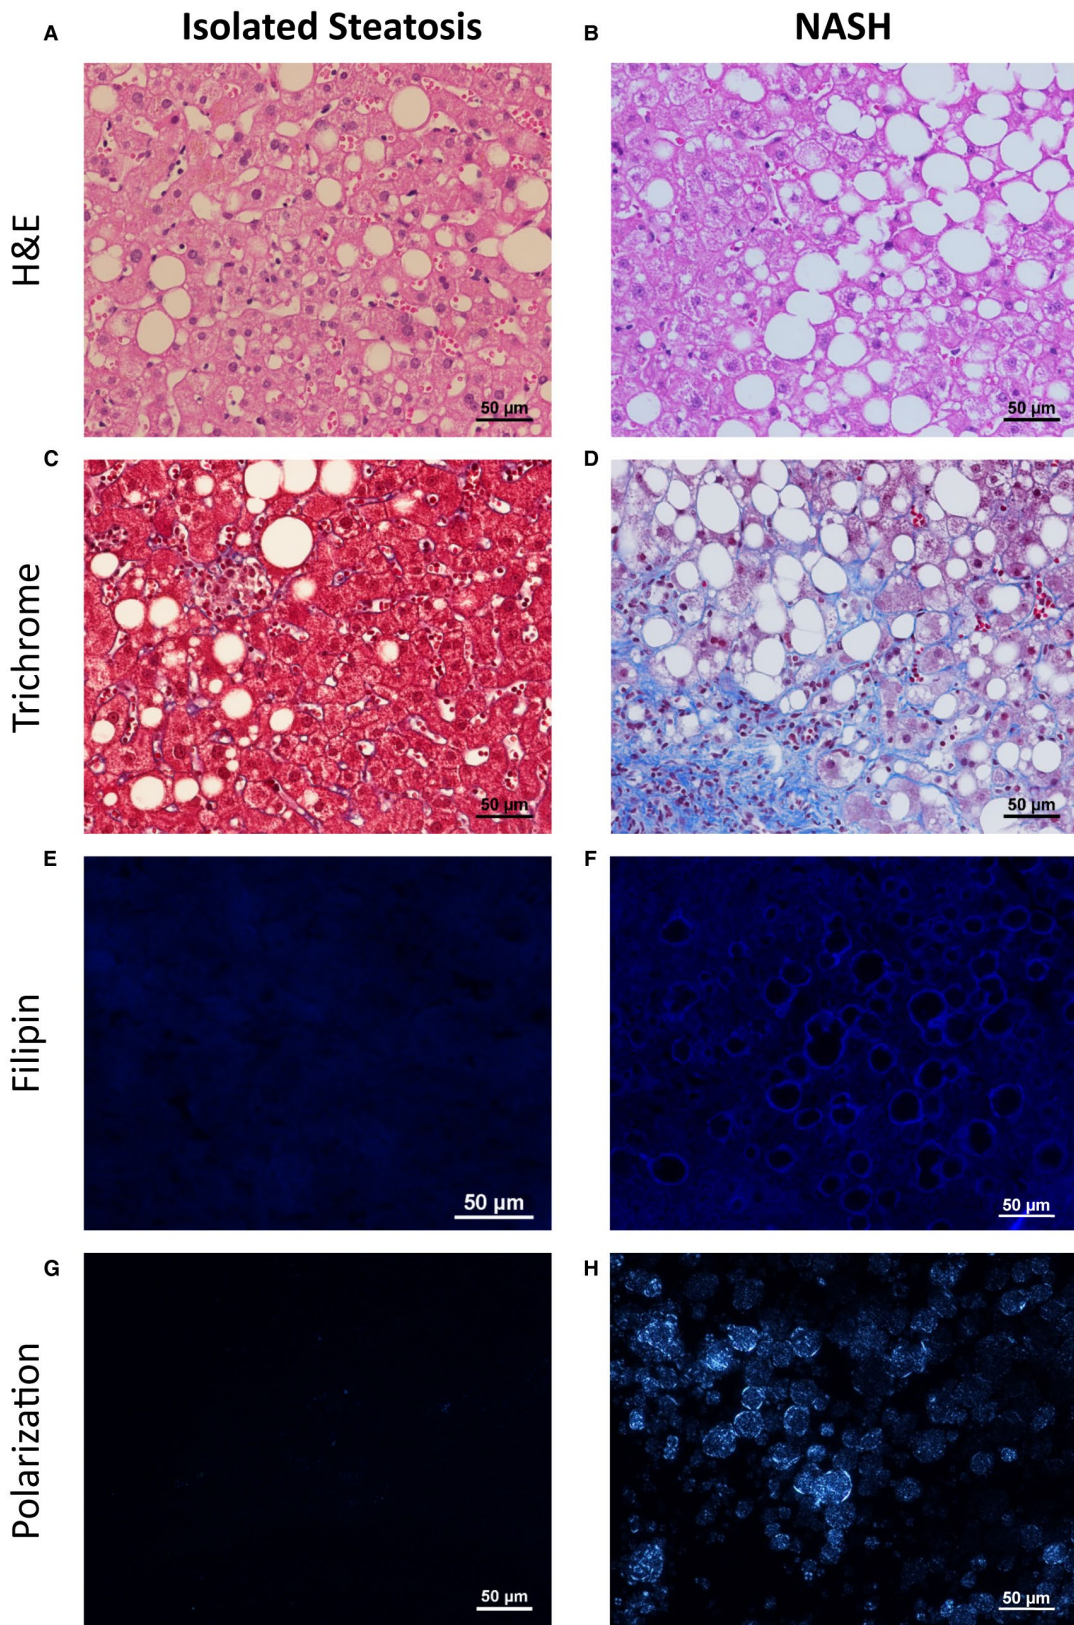 Isolated Steatosis
NASH
A
B
H&E
50 µm
50 µm
C
D
Trichrome
50 µm
50 µm
E
F
Filipin
50 µm
50 µm
G
H
Polarization
50 µm
50 µm